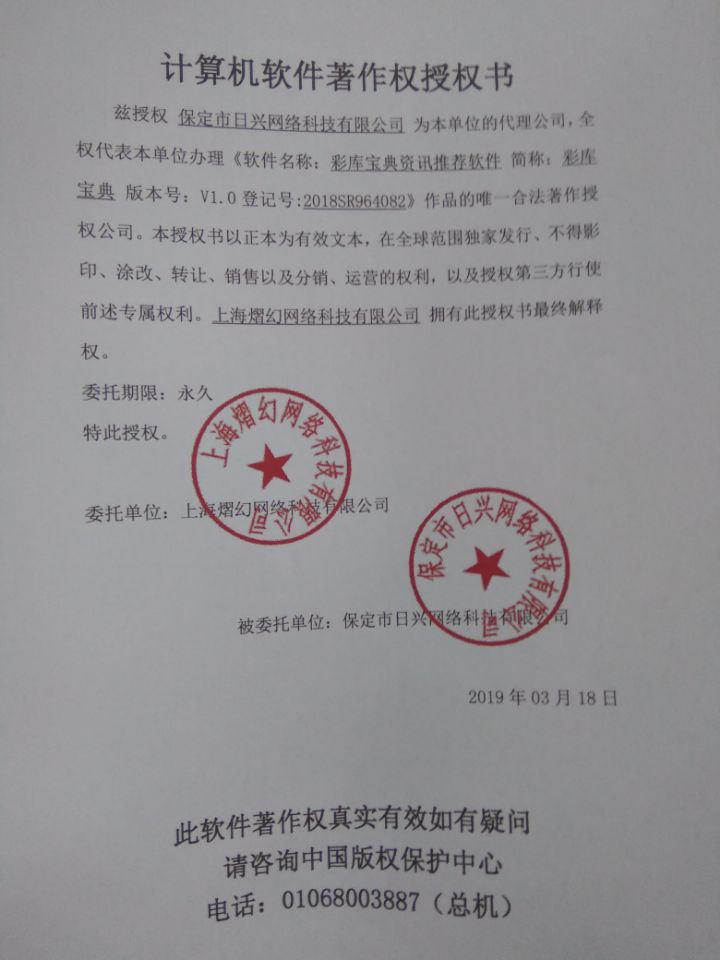 计算机软件著作权授权书
兹授权 保定市日兴网络科技有限公司 为本单位的代理公司，全
权代表本单位办理《软件名称：彩库宝典资讯推荐软件 简称：彩库
宝典 版本号：V1.0 登记号:2018SR964082》作品的唯一合法著作授
权公司。本授权书以正本为有效文本，在全球范围独家发行、不得影
印、涂改、转让、销售以及分销、运营的权利，以及授权第三方行使
前述专属权利。上海熠幻网络科技有限公司 拥有此授权书最终解释
权。
委托期限：永久
特此授权。
上海熠幻网络科技有限公司
委托单位：上海熠幻网络科技有限公司
保定市日兴网络科技有限公司
被委托单位：保定市日兴网络科技有限公司
2019 年 03 月 18 日
此软件著作权真实有效如有疑问
请咨询中国版权保护中心
电话：01068003887（总机）